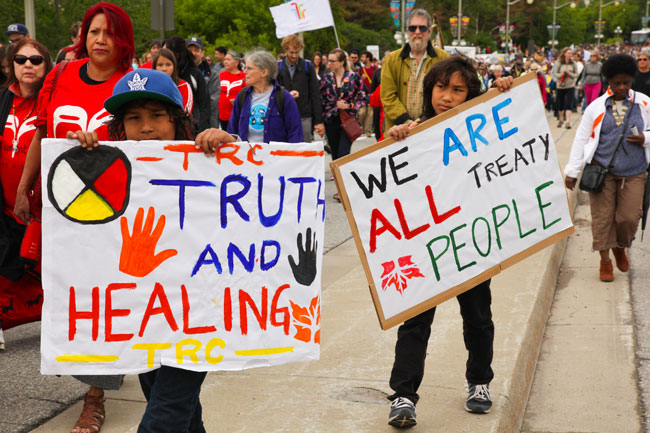 TRC
TRUTH
AND
HEALING
TRC
WE ARE
ALL TREATY
PEOPLE